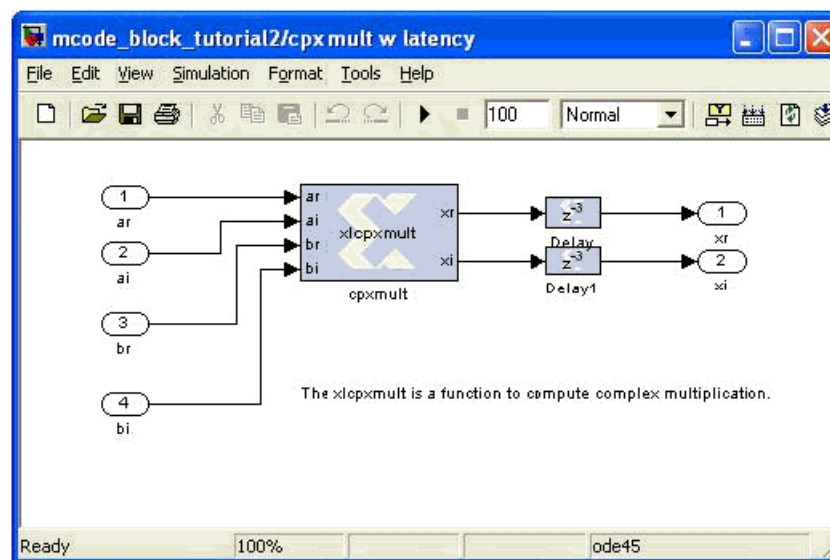 mcode_block_tutorial2/cpxmult w latency
File Edit View Simulation Format Tools Help
100 Normal
1
ar
2
ai
3
br
4
bi
ar
ai
br
bi
xlcpxmult
xr
xi
cpxmult
z-3
Delay
z-3
Delay1
1
xr
2
xi
The xlcpxmult is a function to compute complex multiplication.
Ready 100% ode45